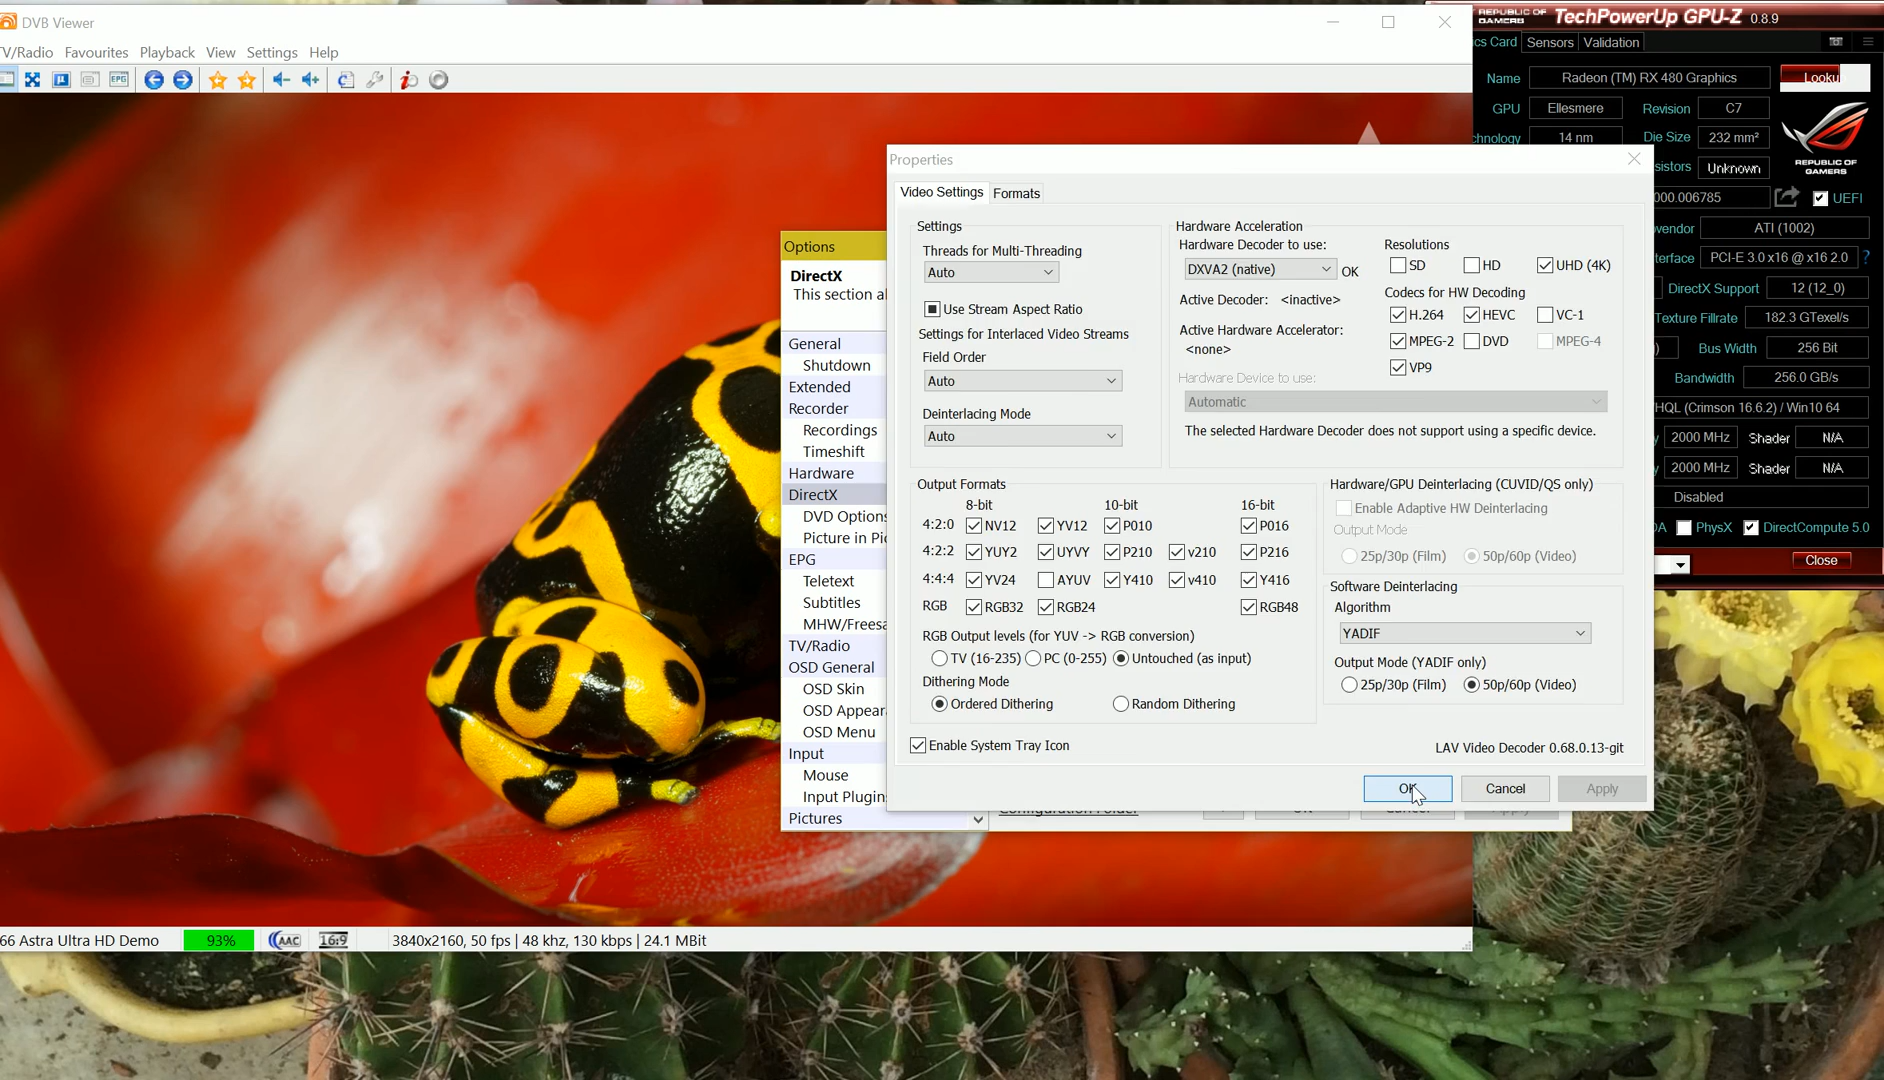 DVB Viewer
TV/Radio Favourites Playback View Settings Help
EPG
Options
DirectX
This section al
General
Shutdown
Extended
Recorder
Recordings
Timeshift
Hardware
DirectX
DVD Options
Picture in Pi
EPG
Teletext
Subtitles
MHW/Freesa
TV/Radio
OSD General
OSD Skin
OSD Appear
OSD Menu
Input
Mouse
Input Plugin
Pictures
Properties
Video Settings Formats
Settings
Threads for Multi-Threading
Auto
Use Stream Aspect Ratio
Settings for Interlaced Video Streams
Field Order
Auto
Deinterlacing Mode
Auto
Hardware Acceleration
Hardware Decoder to use:
DXVA2 (native) OK
Active Decoder: <inactive>
Active Hardware Accelerator:
<none>
Resolutions
SD HD UHD (4K)
Codecs for HW Decoding
H.264 HEVC VC-1
MPEG-2 DVD MPEG-4
VP9
Hardware Device to use:
Automatic
The selected Hardware Decoder does not support using a specific device.
Output Formats
8-bit 10-bit 16-bit
4:2:0 NV12 YV12 P010 P016
4:2:2 YUY2 UYVY P210 v210 P216
4:4:4 YV24 AYUV Y410 v410 Y416
RGB RGB32 RGB24 RGB48
RGB Output levels (for YUV -> RGB conversion)
TV (16-235) PC (0-255) Untouched (as input)
Dithering Mode
Ordered Dithering Random Dithering
Hardware/GPU Deinterlacing (CUVID/QS only)
Enable Adaptive HW Deinterlacing
Output Mode
25p/30p (Film) 50p/60p (Video)
Software Deinterlacing
Algorithm
YADIF
Output Mode (YADIF only)
25p/30p (Film) 50p/60p (Video)
Enable System Tray Icon
LAV Video Decoder 0.68.0.13-git
OK Cancel Apply
Configuration Folder
66 Astra Ultra HD Demo 93% AAC 16:9 3840x2160, 50 fps | 48 khz, 130 kbps | 24.1 MBit
REPUBLIC OF GAMERS TechPowerUp GPU-Z 0.8.9
ics Card Sensors Validation
Name Radeon (TM) RX 480 Graphics Looku
GPU Ellesmere Revision C7
chnology 14 nm Die Size 232 mm²
REPUBLIC OF
GAMERS
sistors Unknown
000.006785 UEFI
vendor ATI (1002)
terface PCI-E 3.0 x16 @ x16 2.0 ?
DirectX Support 12 (12_0)
Texture Fillrate 182.3 GTexel/s
) Bus Width 256 Bit
Bandwidth 256.0 GB/s
HQL (Crimson 16.6.2) / Win10 64
y 2000 MHz Shader N/A
y 2000 MHz Shader N/A
Disabled
DA PhysX DirectCompute 5.0
Close